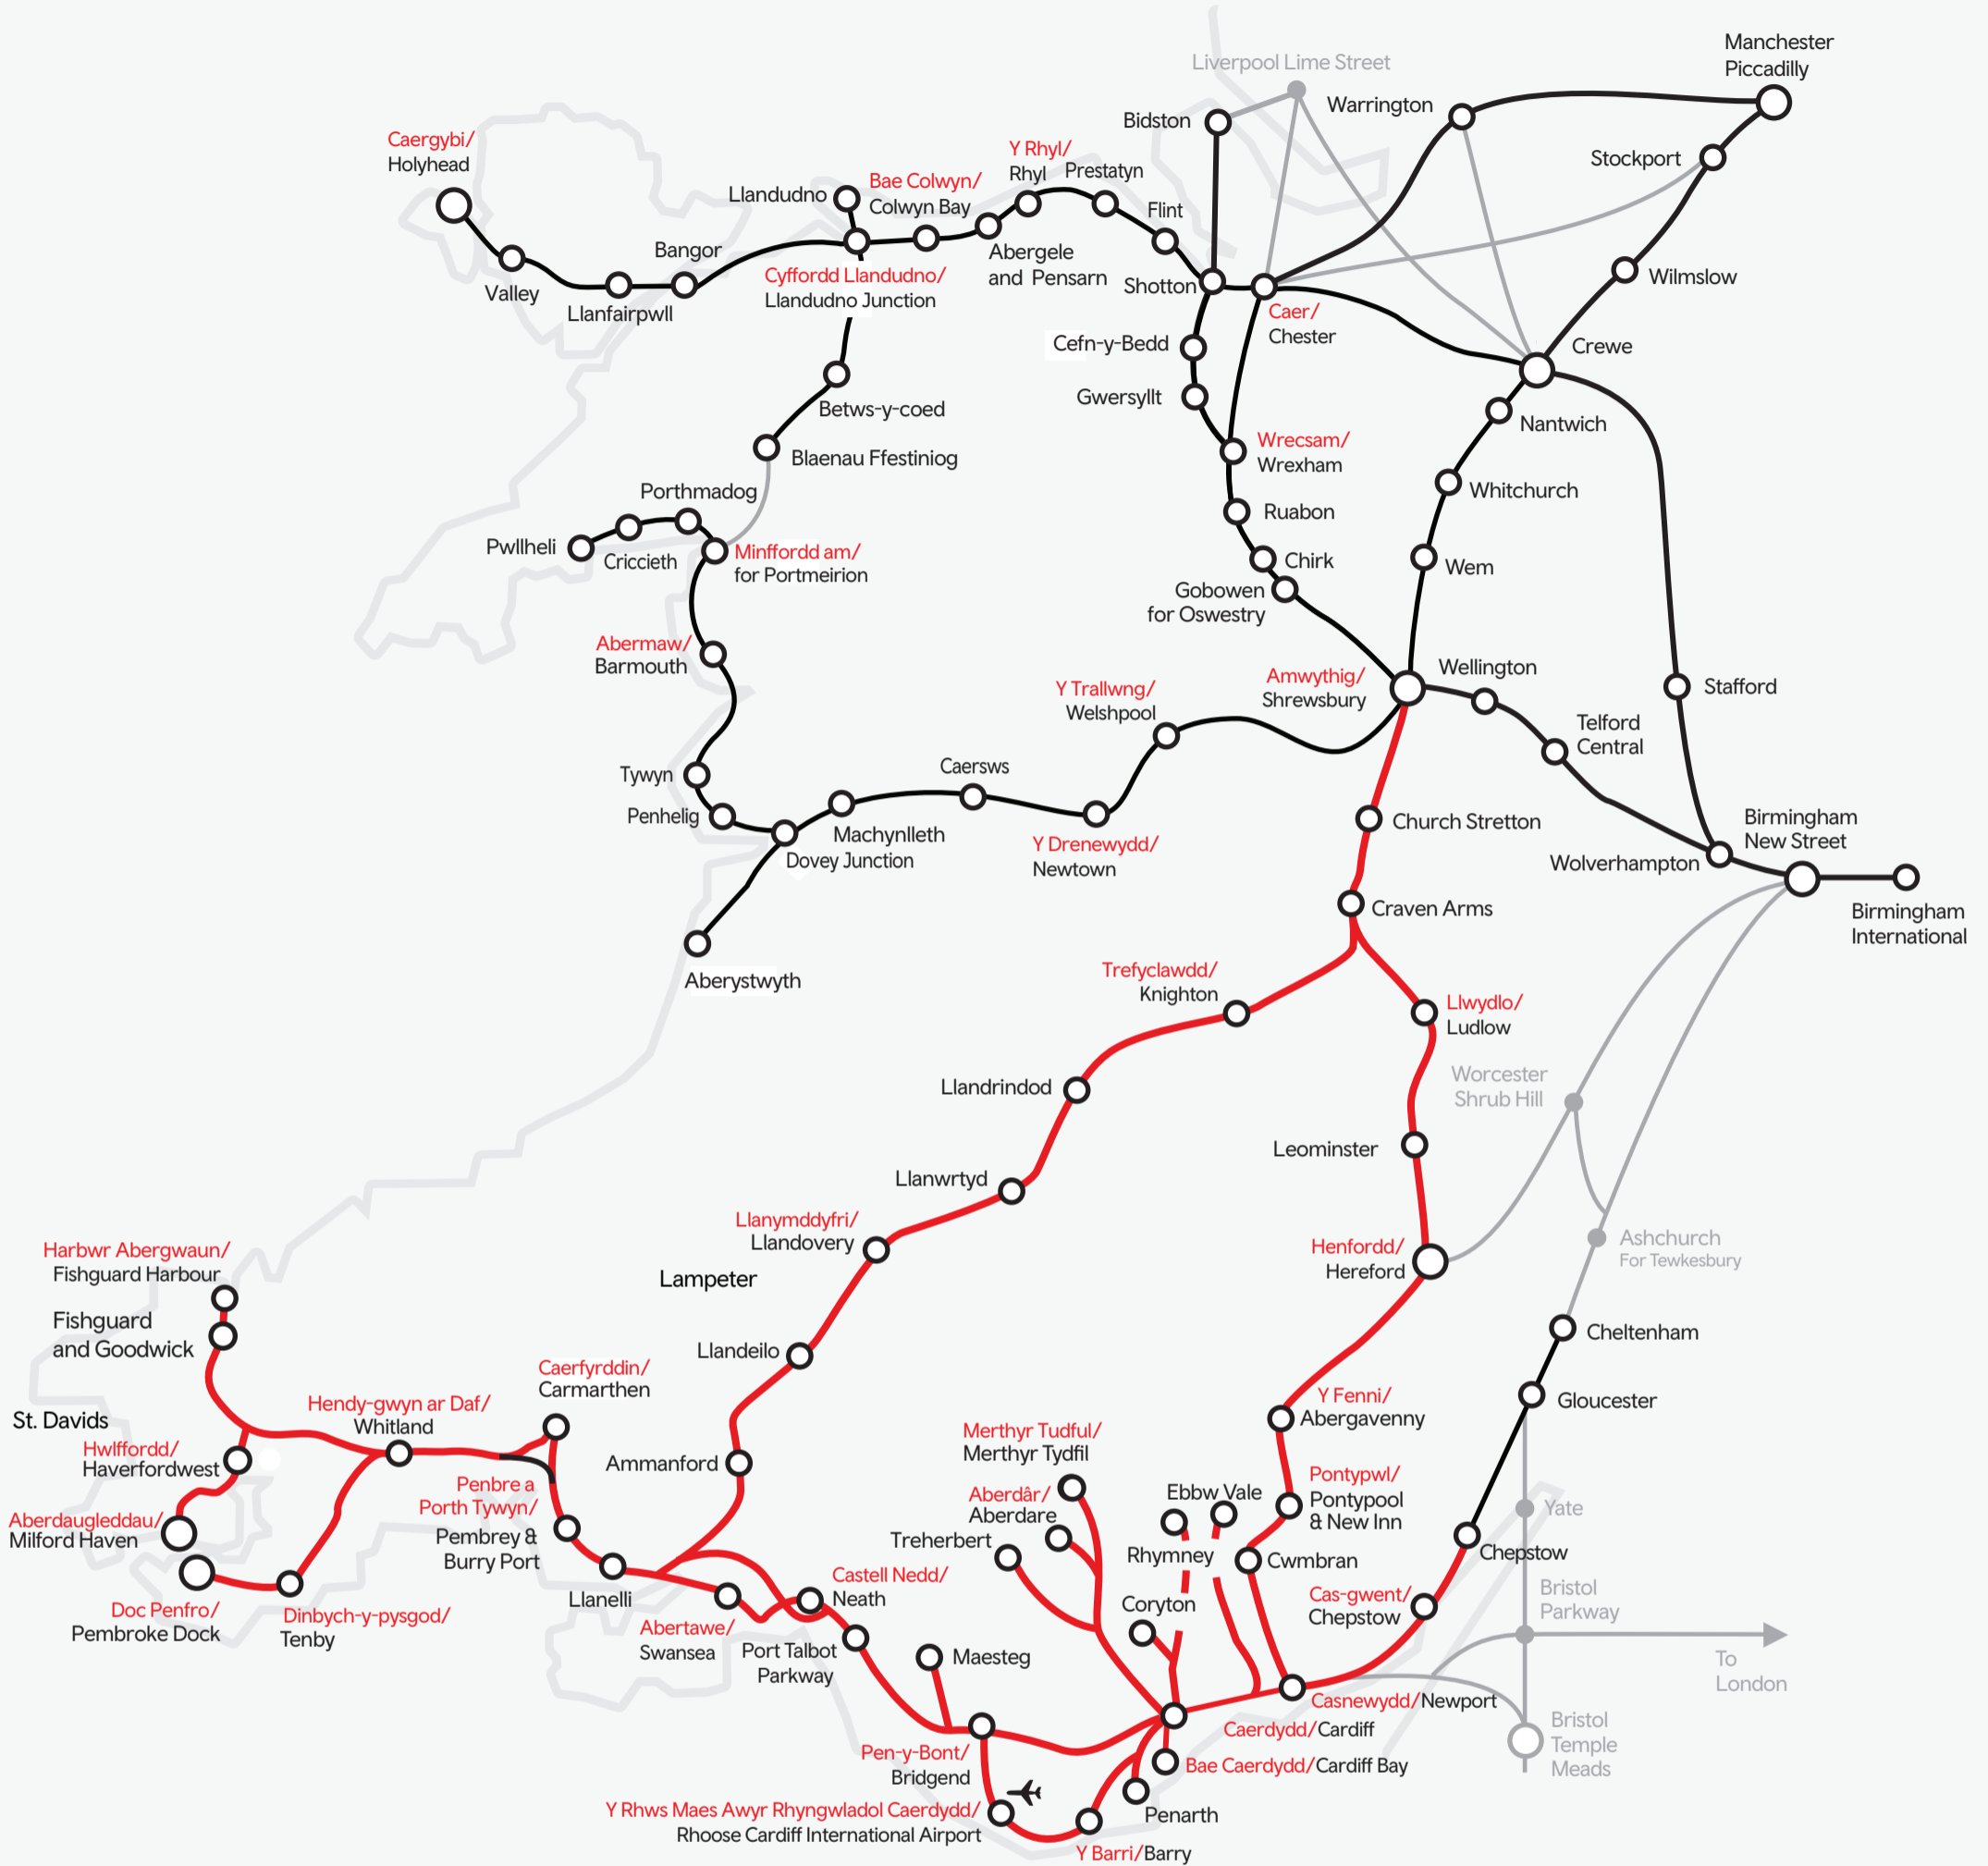 Manchester
Piccadilly
Liverpool Lime Street
Warrington
Bidston
Stockport
Caergybi/
Holyhead
Y Rhyl/
Rhyl
Prestatyn
Bae Colwyn/
Colwyn Bay
Llandudno
Flint
Bangor
Abergele
and Pensarn
Cyffordd Llandudno/
Llandudno Junction
Shotton
Wilmslow
Valley
Llanfairpwll
Caer/
Chester
Cefn-y-Bedd
Crewe
Gwersyllt
Betws-y-coed
Nantwich
Wrecsam/
Wrexham
Blaenau Ffestiniog
Whitchurch
Porthmadog
Ruabon
Pwllheli
Criccieth
Minffordd am/
for Portmeirion
Chirk
Wem
Gobowen
for Oswestry
Abermaw/
Barmouth
Wellington
Amwythig/
Shrewsbury
Y Trallwng/
Welshpool
Stafford
Telford
Central
Caersws
Tywyn
Penhelig
Machynlleth
Dovey Junction
Y Drenewydd/
Newtown
Church Stretton
Birmingham
New Street
Wolverhampton
Craven Arms
Birmingham
International
Aberystwyth
Trefyclawdd/
Knighton
Llwydlo/
Ludlow
Llandrindod
Worcester
Shrub Hill
Leominster
Llanwrtyd
Llanymddyfri/
Llandovery
Harbwr Abergwaun/
Fishguard Harbour
Lampeter
Henfordd/
Hereford
Ashchurch
For Tewkesbury
Fishguard
and Goodwick
Llandeilo
Cheltenham
Caerfyrddin/
Carmarthen
Hendy-gwyn ar Daf/
Whitland
Y Fenni/
Abergavenny
Gloucester
St. Davids
Hwlffordd/
Haverfordwest
Merthyr Tudful/
Merthyr Tydfil
Ammanford
Penbre a
Porth Tywyn/
Pembrey &
Burry Port
Pontypwl/
Pontypool
& New Inn
Aberdâr/
Aberdare
Ebbw Vale
Yate
Aberdaugleddau/
Milford Haven
Treherbert
Rhymney
Cwmbran
Chepstow
Castell Nedd/
Neath
Llanelli
Coryton
Cas-gwent/
Chepstow
Bristol
Parkway
Doc Penfro/
Pembroke Dock
Dinbych-y-pysgod/
Tenby
Abertawe/
Swansea
Port Talbot
Parkway
Maesteg
To
London
Casnewydd/Newport
Caerdydd/Cardiff
Bristol
Temple
Meads
Pen-y-Bont/
Bridgend
Bae Caerdydd/Cardiff Bay
Y Rhws Maes Awyr Rhyngwladol Caerdydd/
Rhoose Cardiff International Airport
Penarth
Y Barri/Barry